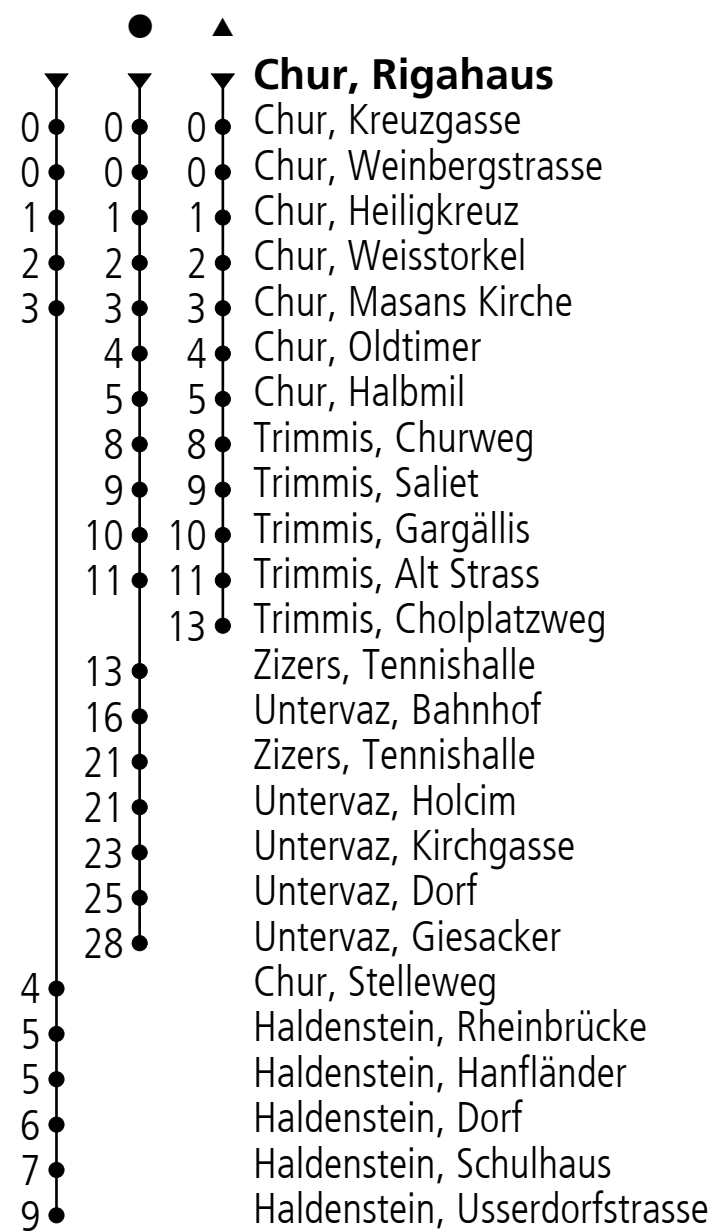 Chur, Rigahaus
0 0 0 Chur, Kreuzgasse
0 0 0 Chur, Weinbergstrasse
1 1 1 Chur, Heiligkreuz
2 2 2 Chur, Weisstorkel
3 3 3 Chur, Masans Kirche
4 4 Chur, Oldtimer
5 5 Chur, Halbmil
8 8 Trimmis, Churweg
9 9 Trimmis, Saliet
10 10 Trimmis, Gargällis
11 11 Trimmis, Alt Strass
13 Trimmis, Cholplatzweg
13 Zizers, Tennishalle
16 Untervaz, Bahnhof
21 Zizers, Tennishalle
21 Untervaz, Holcim
23 Untervaz, Kirchgasse
25 Untervaz, Dorf
28 Untervaz, Giesacker
4 Chur, Stelleweg
5 Haldenstein, Rheinbrücke
5 Haldenstein, Hanfländer
6 Haldenstein, Dorf
7 Haldenstein, Schulhaus
9 Haldenstein, Usserdorfstrasse